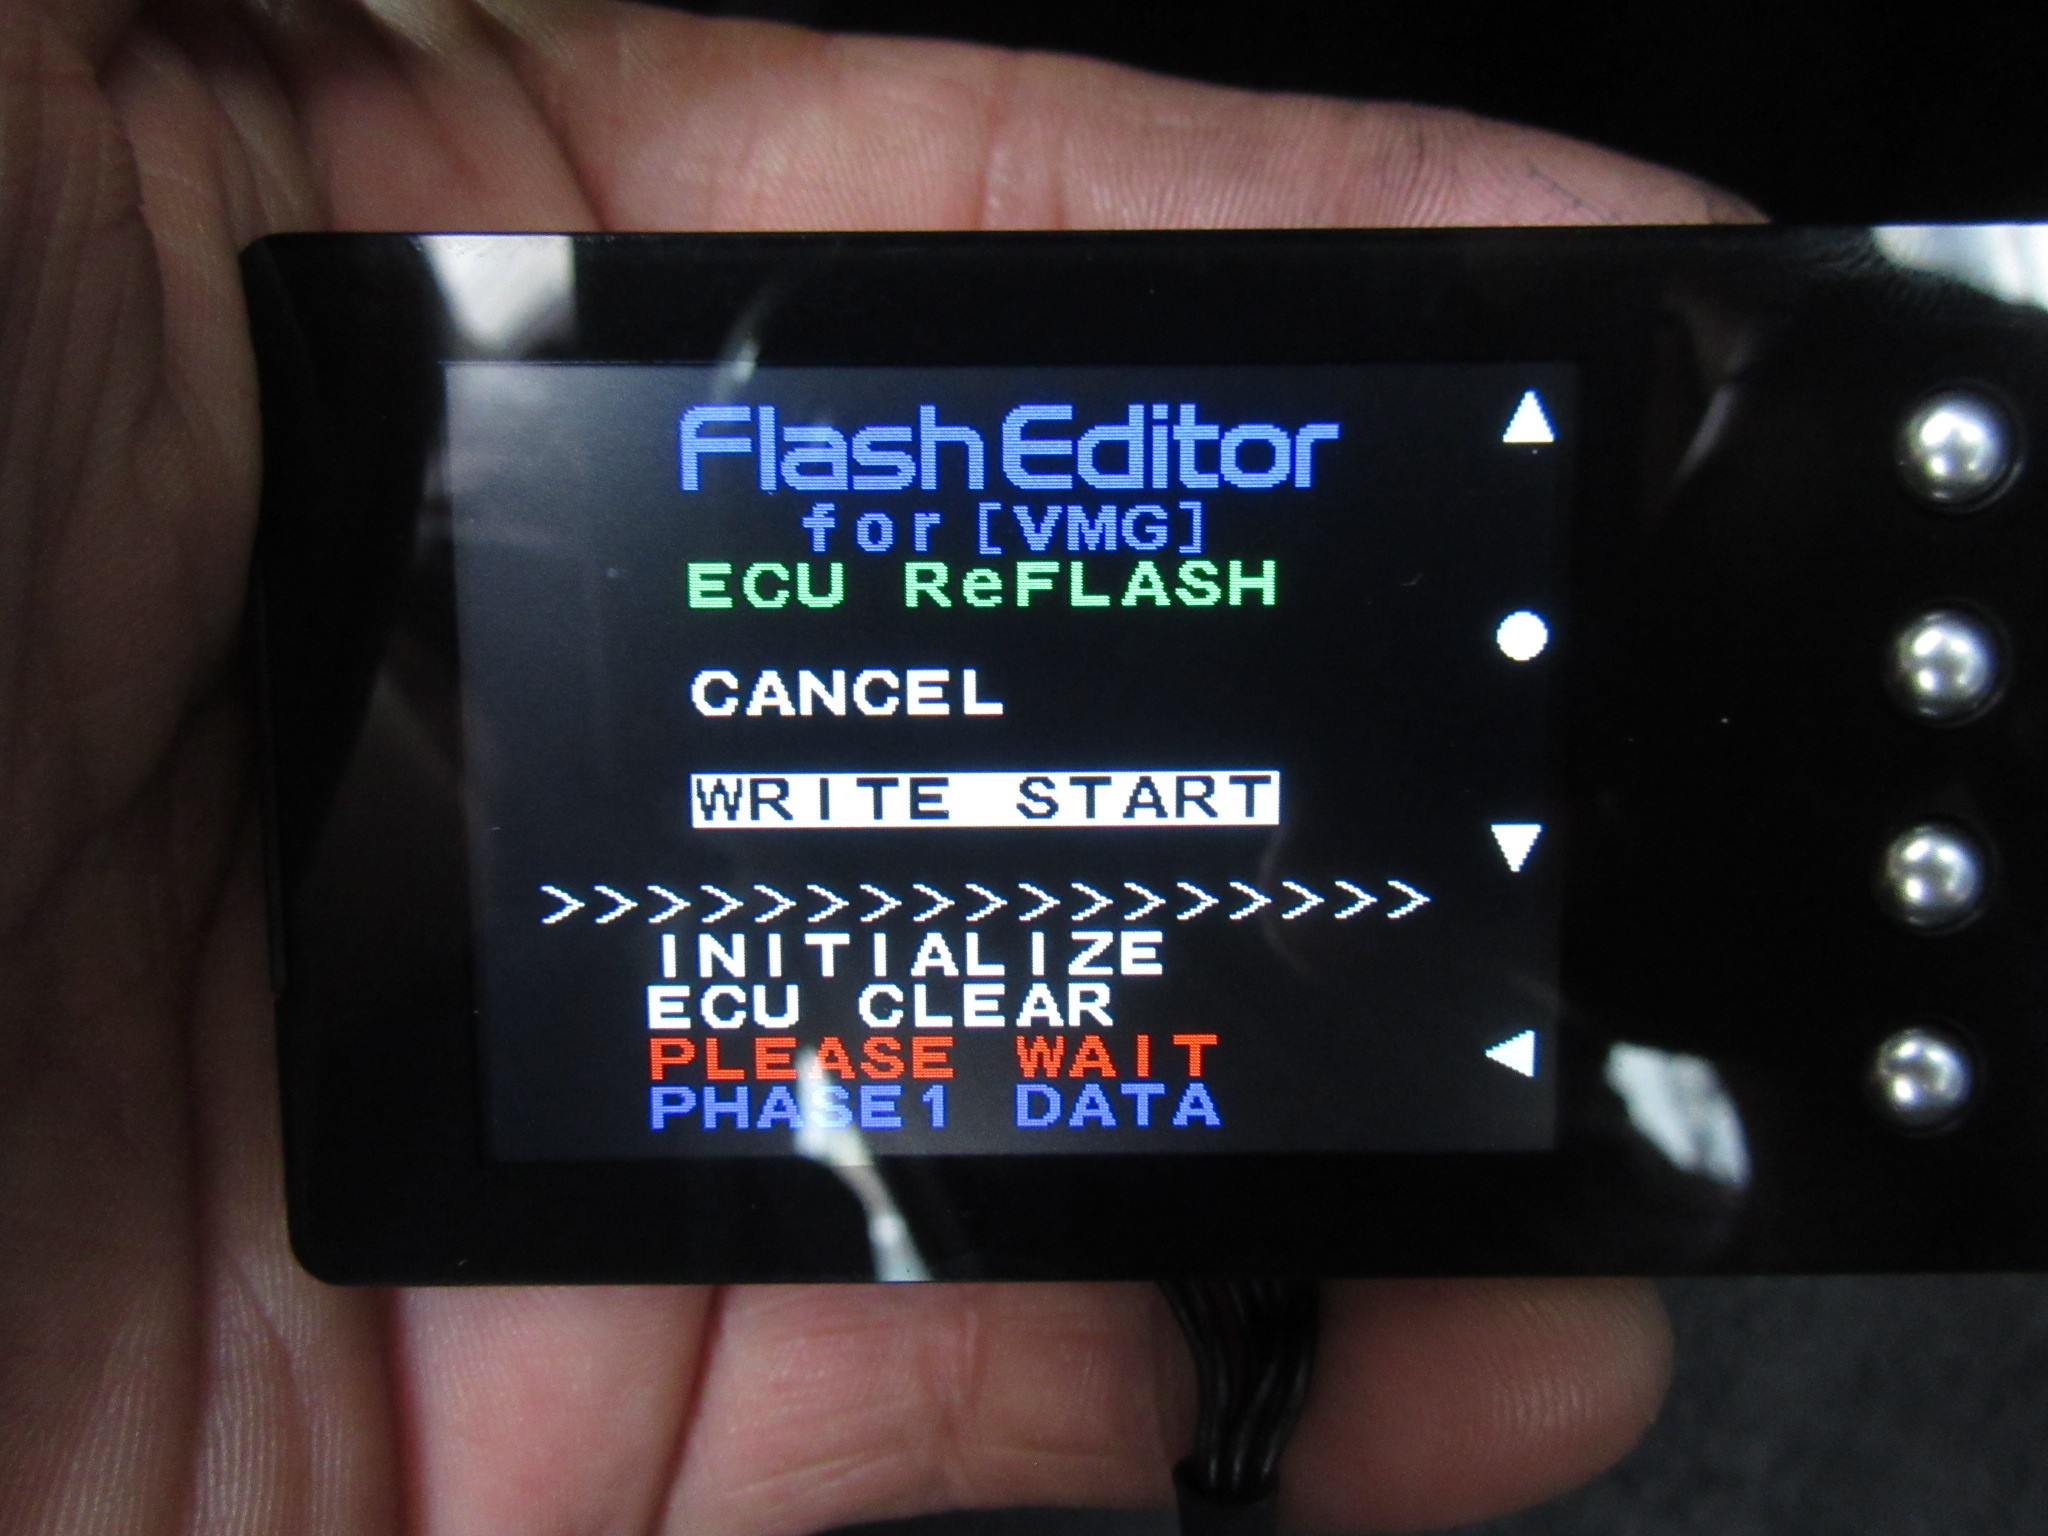 Flash Editor
for [VMG]
ECU ReFLASH
CANCEL
WRITE START
>>>>>>>>>>>>>>>>>
INITIALIZE
ECU CLEAR
PLEASE WAIT
PHASE1 DATA